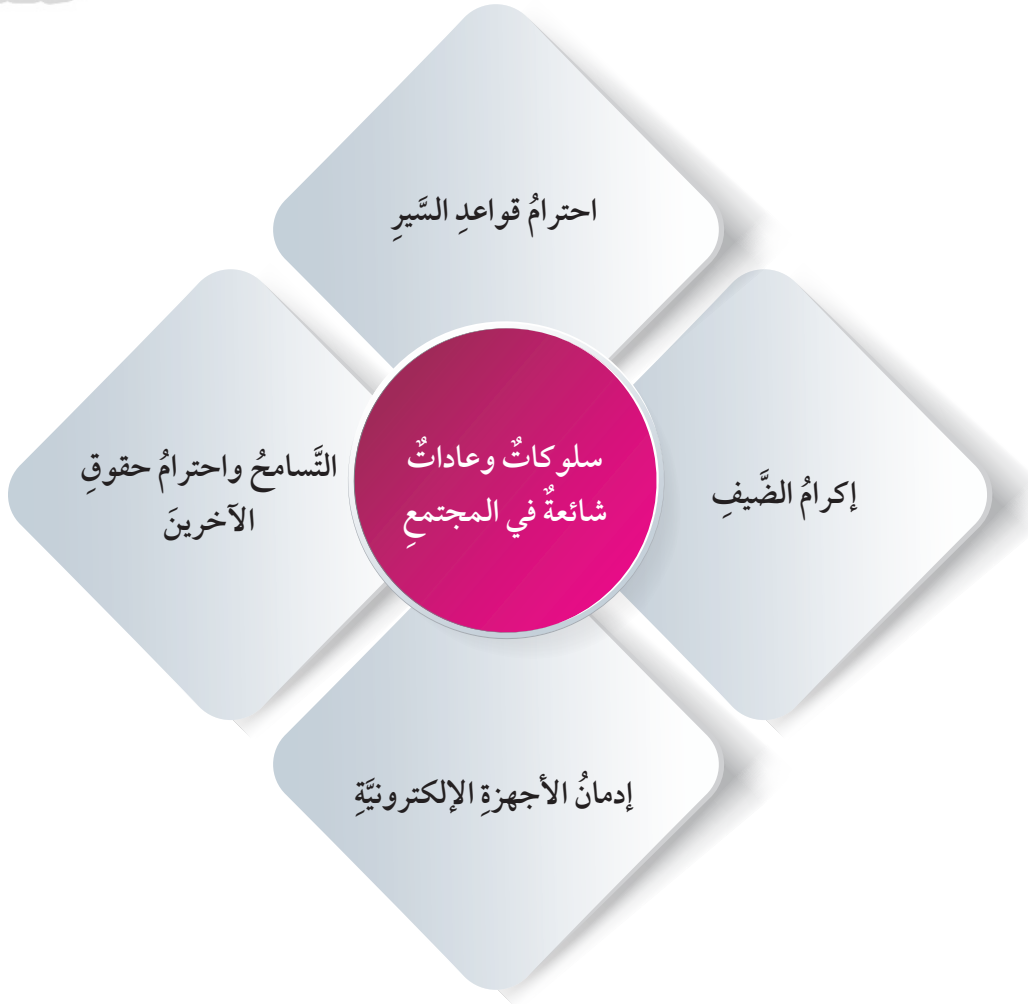 احترامُ قواعدِ السَّيرِ
سلوكاتٌ وعاداتٌ
شائعةٌ في المجتمعِ
إكرامُ الضَّيفِ
التَّسامحُ واحترامُ حقوقِ
الآخرينَ
إدمانُ الأجهزةِ الإلكترونيَّةِ